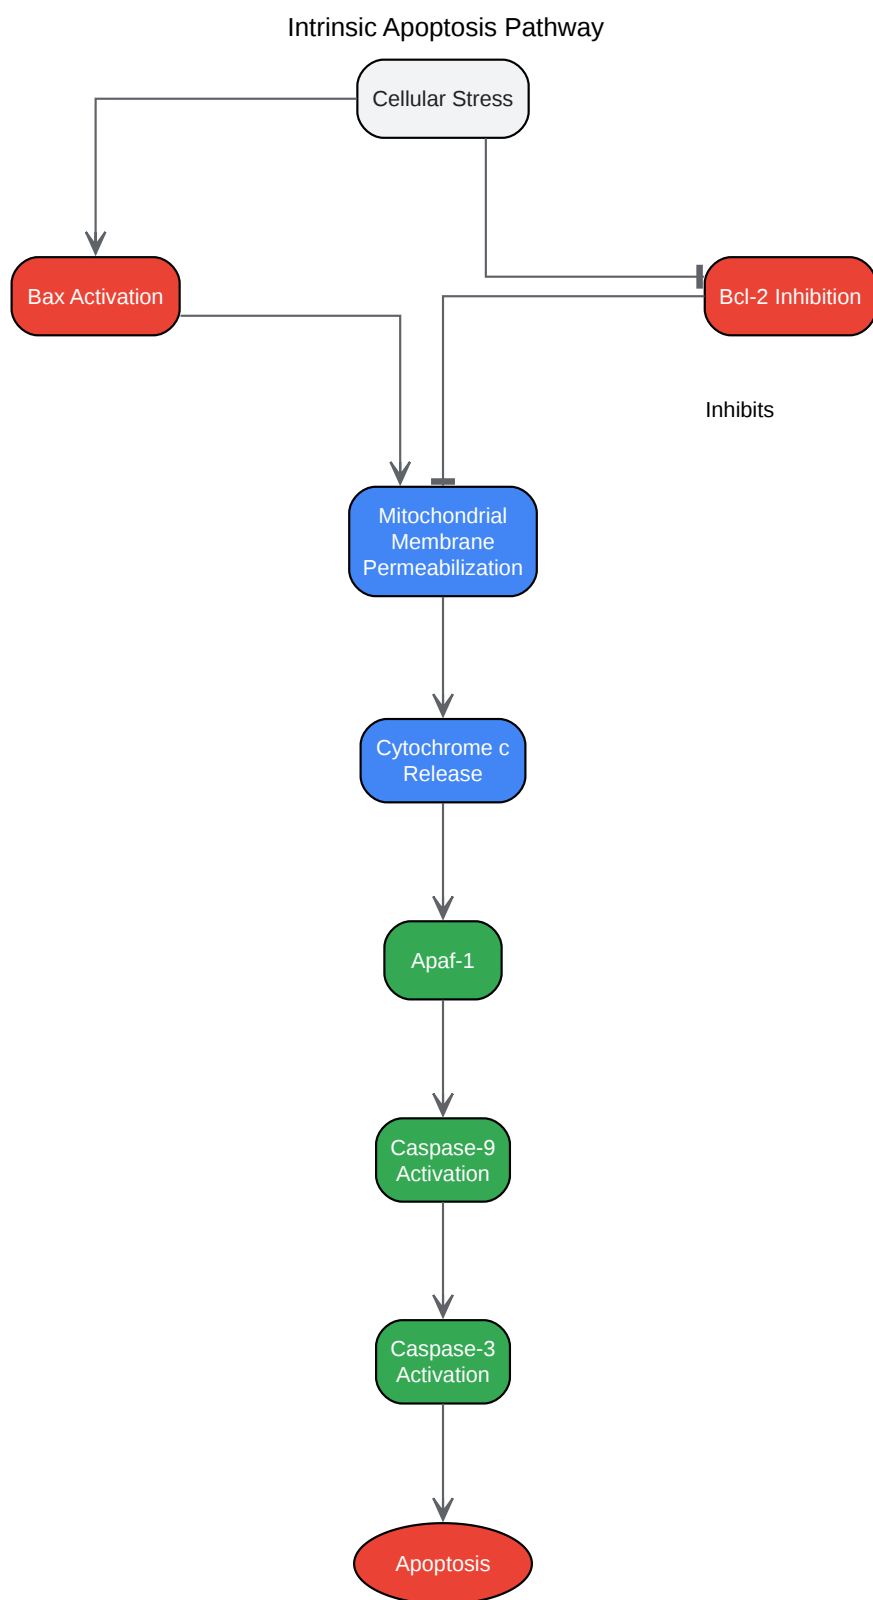 Intrinsic Apoptosis Pathway
Cellular Stress
Bax Activation
Bcl-2 Inhibition
Inhibits
Mitochondrial
Membrane
Permeabilization
Cytochrome c
Release
Apaf-1
Caspase-9
Activation
Caspase-3
Activation
Apoptosis